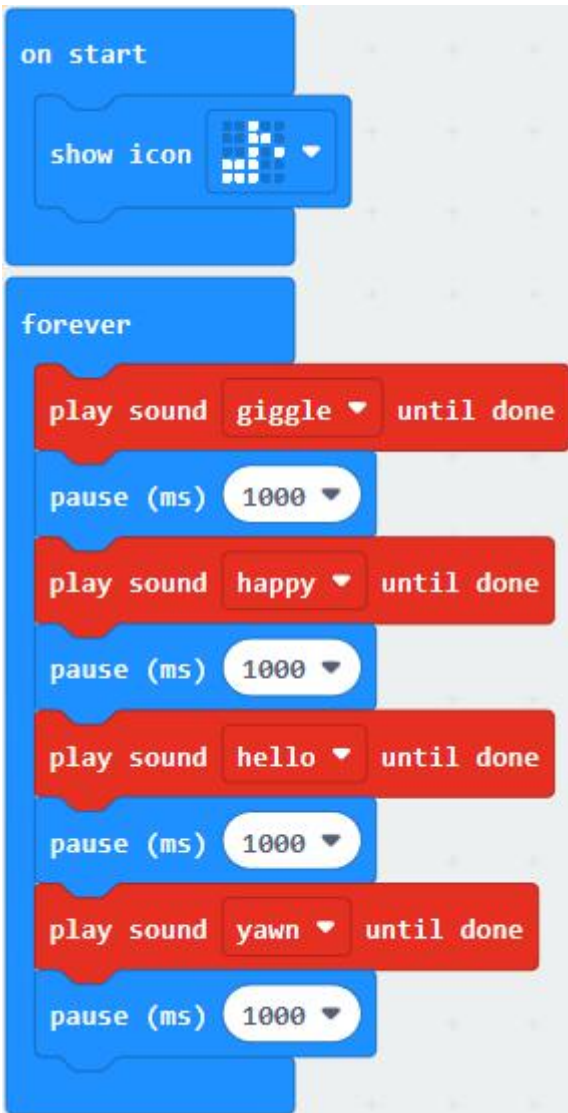 on start
show icon
forever
play sound giggle until done
pause (ms) 1000
play sound happy until done
pause (ms) 1000
play sound hello until done
pause (ms) 1000
play sound yawn until done
pause (ms) 1000